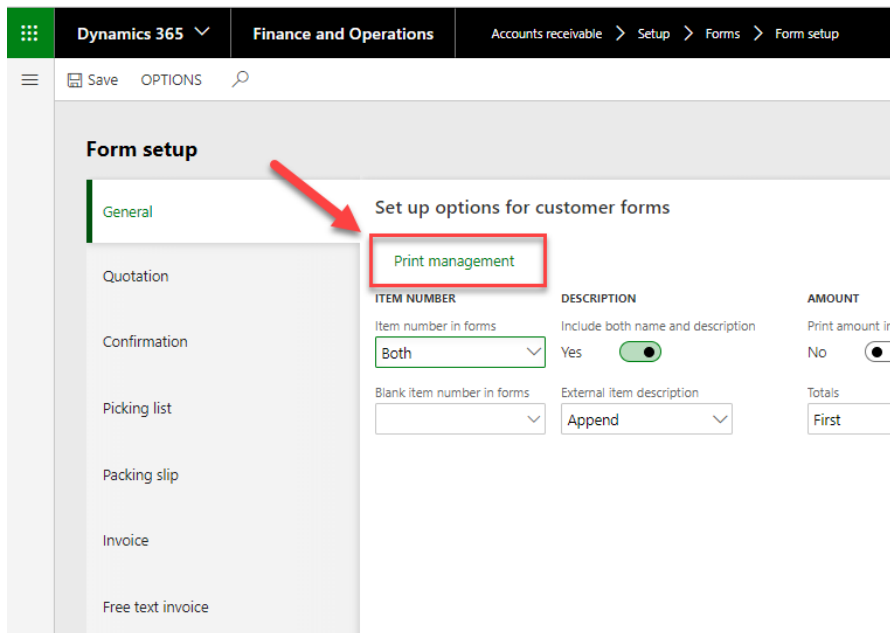 Dynamics 365 Finance and Operations Accounts receivable > Setup > Forms > Form setup
Save OPTIONS
Form setup
General
Quotation
Confirmation
Picking list
Packing slip
Invoice
Free text invoice
Set up options for customer forms
Print management
ITEM NUMBER
Item number in forms
Both
Blank item number in forms
DESCRIPTION
Include both name and description
Yes
External item description
Append
AMOUNT
Print amount in
No
Totals
First